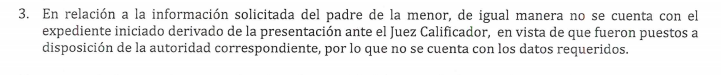 3. En relación a la información solicitada del padre de la menor, de igual manera no se cuenta con el
expediente iniciado derivado de la presentación ante el Juez Calificador, en vista de que fueron puestos a
disposición de la autoridad correspondiente, por lo que no se cuenta con los datos requeridos.